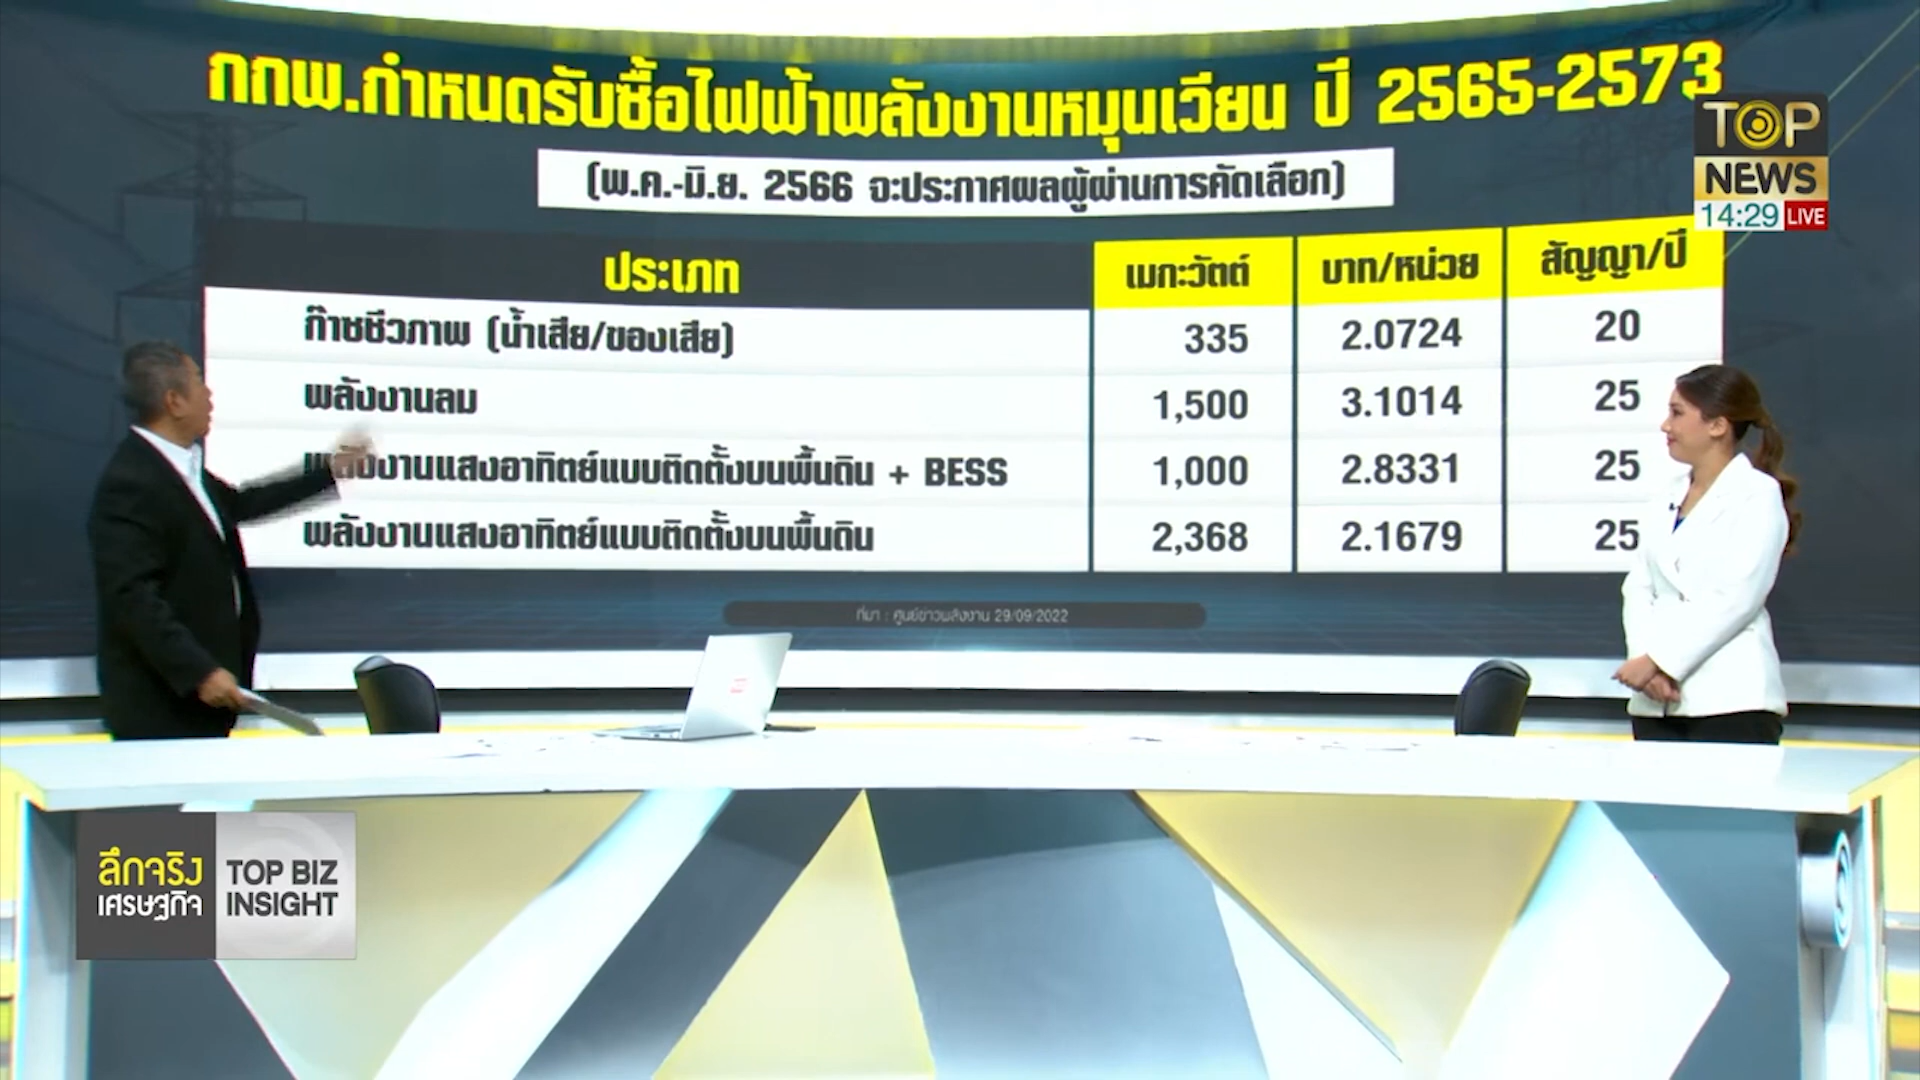 กกพ.กำหนดรับซื้อไฟฟ้าพลังงานหมุนเวียน ปี 2565-2573
(พ.ค.-มิ.ย. 2566 จะประกาศผลผู้ผ่านการคัดเลือก)
TOP
NEWS
14:29 LIVE
ประเภท เมกะวัตต์ บาท/หน่วย สัญญา/ปี
ก๊าซชีวภาพ (น้ำเสีย/ของเสีย) 335 2.0724 20
พลังงานลม 1,500 3.1014 25
พลังงานแสงอาทิตย์แบบติดตั้งบนพื้นดิน + BESS 1,000 2.8331 25
พลังงานแสงอาทิตย์แบบติดตั้งบนพื้นดิน 2,368 2.1679 25
ที่มา : ศูนย์ข่าวพลังงาน 29/09/2022
ลึกจริง
เศรษฐกิจ
TOP BIZ
INSIGHT